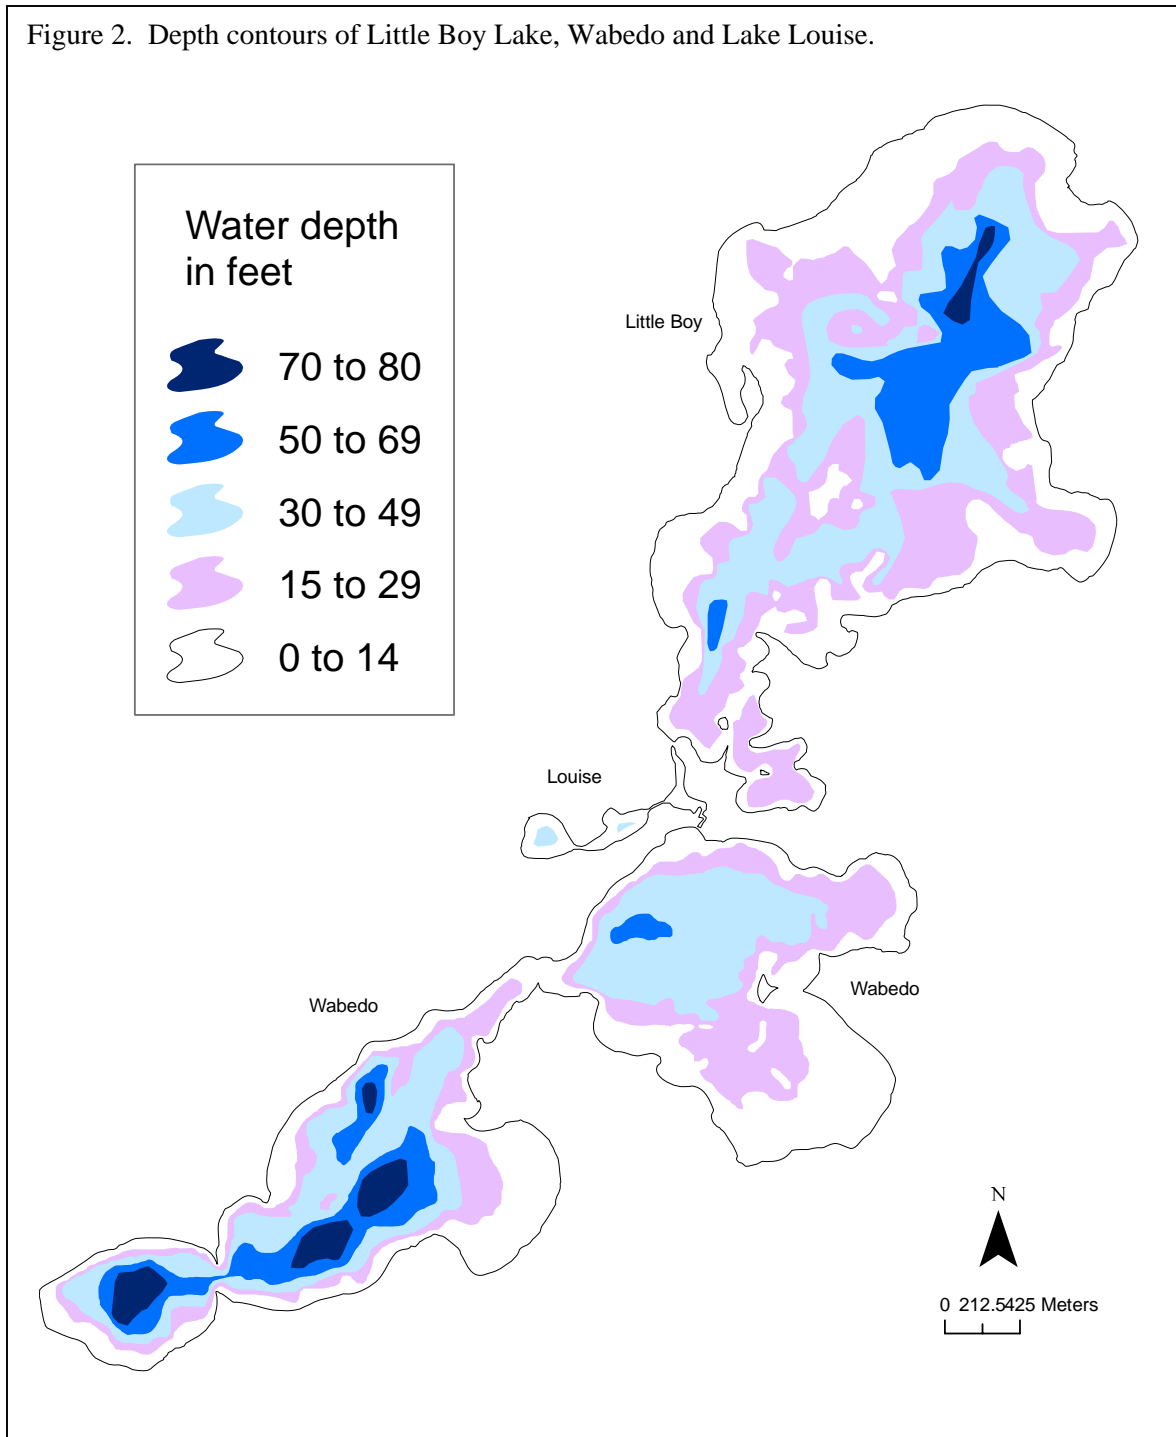 Figure 2.  Depth contours of Little Boy Lake, Wabedo and Lake Louise.
Water depth
in feet
70 to 80
50 to 69
30 to 49
15 to 29
0 to 14
Little Boy
Louise
Wabedo
Wabedo
N
0 212.5425 Meters